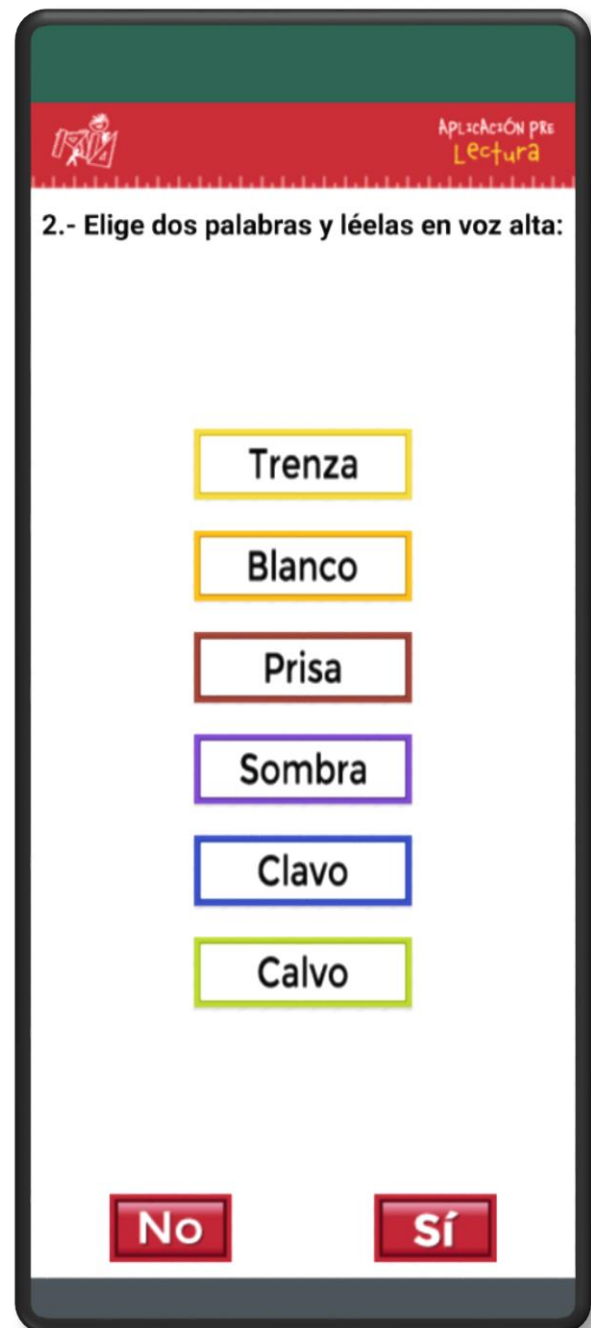 APLICACIÓN PRE
Lectura
2.- Elige dos palabras y léelas en voz alta:
Trenza
Blanco
Prisa
Sombra
Clavo
Calvo
No
Sí